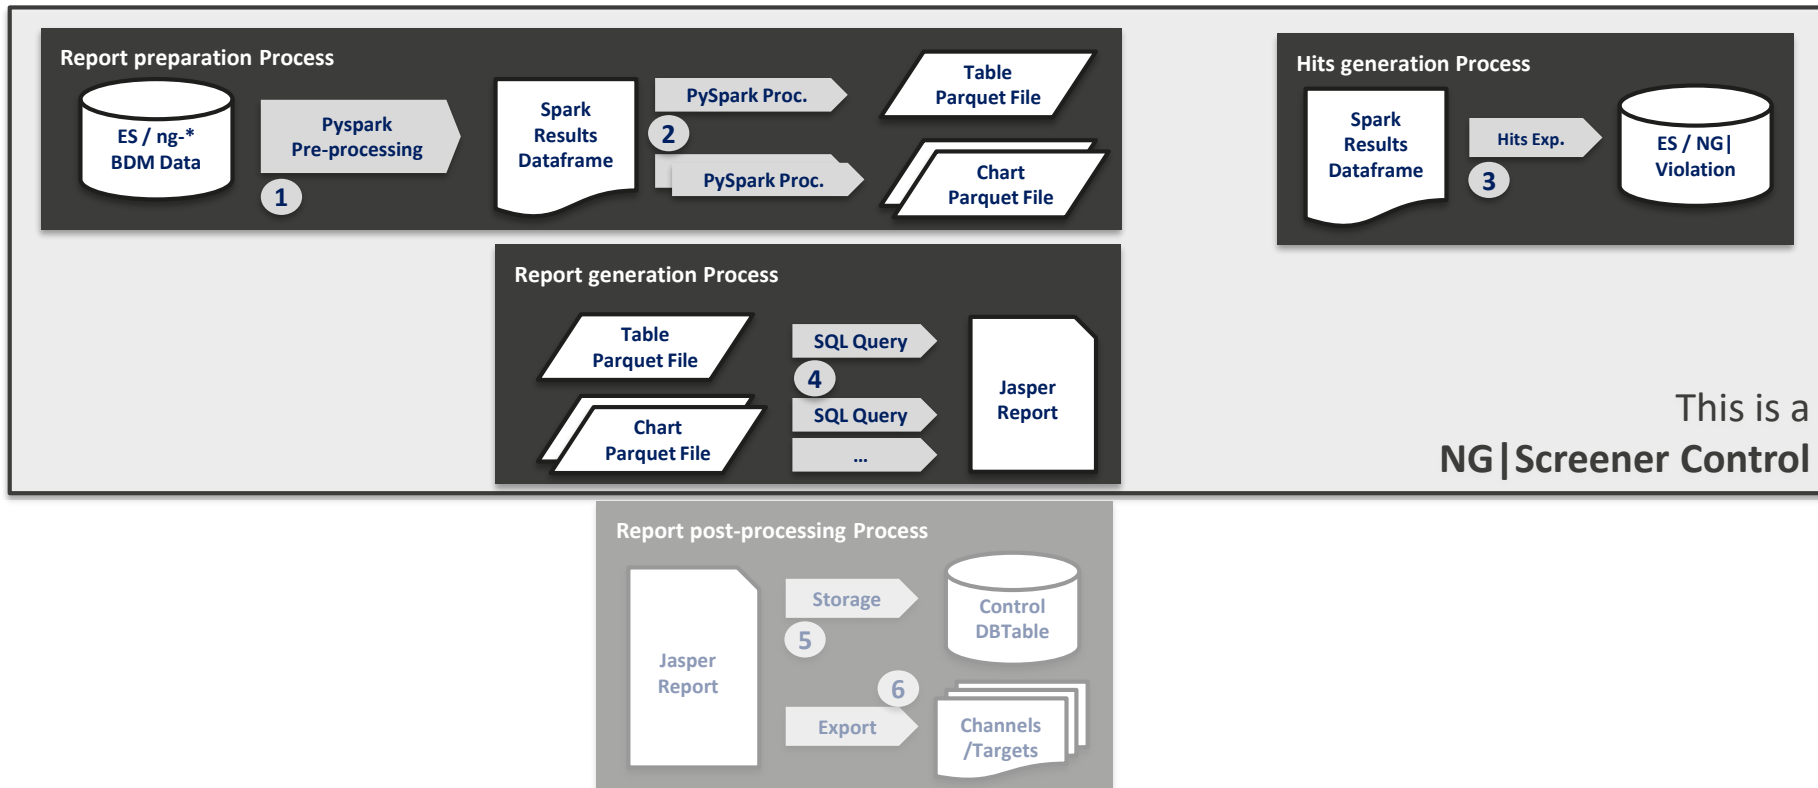 Report preparation Process
ES / ng-*
BDM Data
Pyspark
Pre-processing
1
Spark
Results
Dataframe
PySpark Proc.
2
PySpark Proc.
Table
Parquet File
Chart
Parquet File
Hits generation Process
Spark
Results
Dataframe
Hits Exp.
3
ES / NG|
Violation
Report generation Process
Table
Parquet File
Chart
Parquet File
SQL Query
4
SQL Query
...
Jasper
Report
This is a
NG|Screener Control
Report post-processing Process
Jasper
Report
Storage
5
6
Export
Control
DBTable
Channels
/Targets